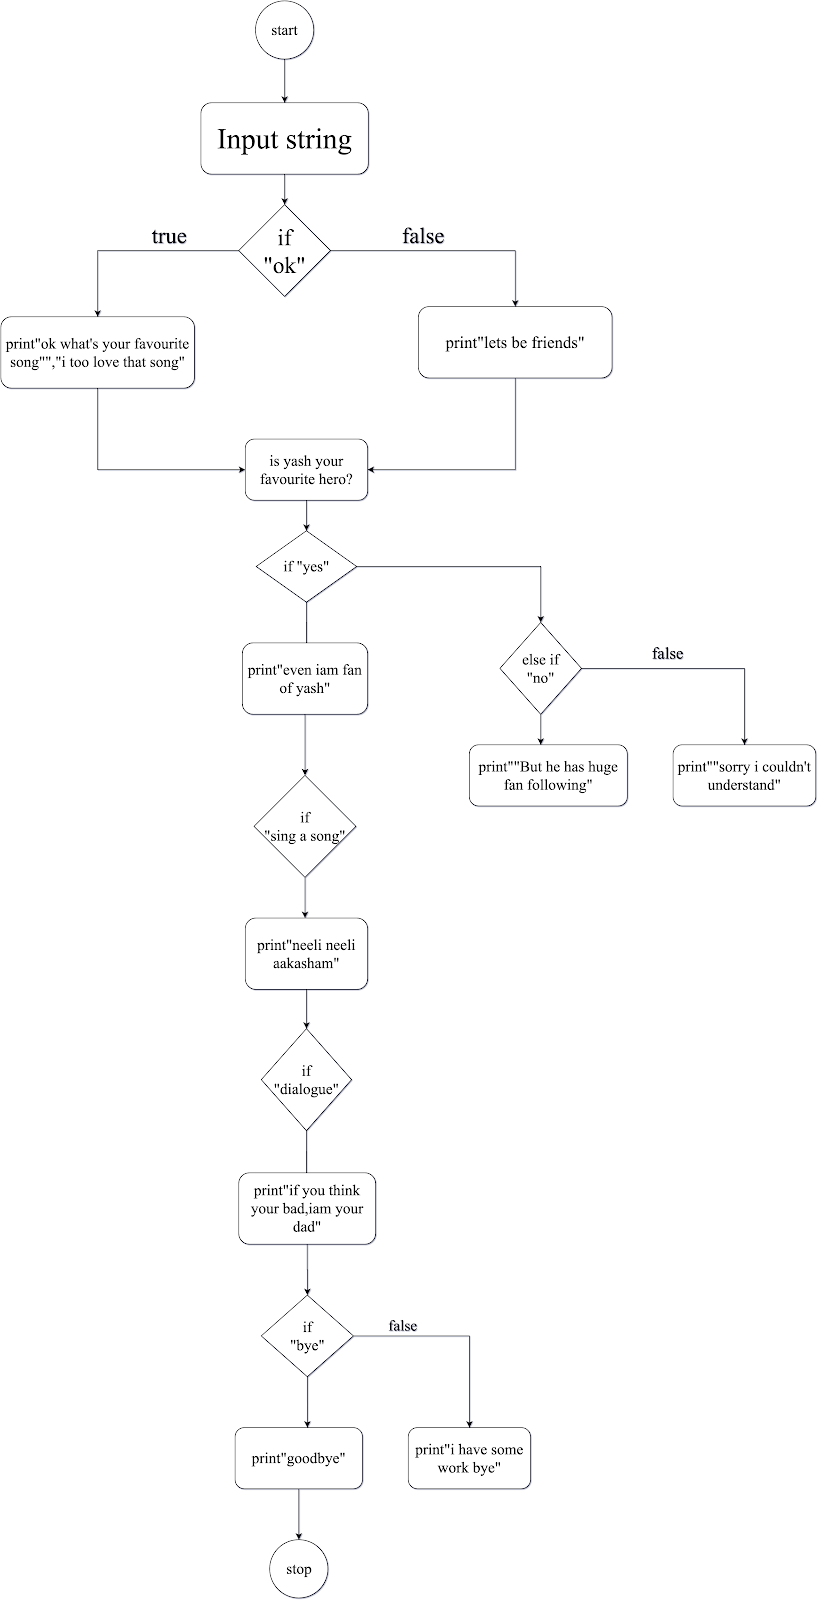 start
Input string
if
"ok"
true
false
print"ok what's your favourite
song"","i too love that song"
print"lets be friends"
is yash your
favourite hero?
if "yes"
else if
"no"
false
print"even iam fan
of yash"
print""But he has huge
fan following"
print""sorry i couldn't
understand"
if
"sing a song"
print"neeli neeli
aakasham"
if
"dialogue"
print"if you think
your bad,iam your
dad"
if
"bye"
false
print"goodbye"
print"i have some
work bye"
stop